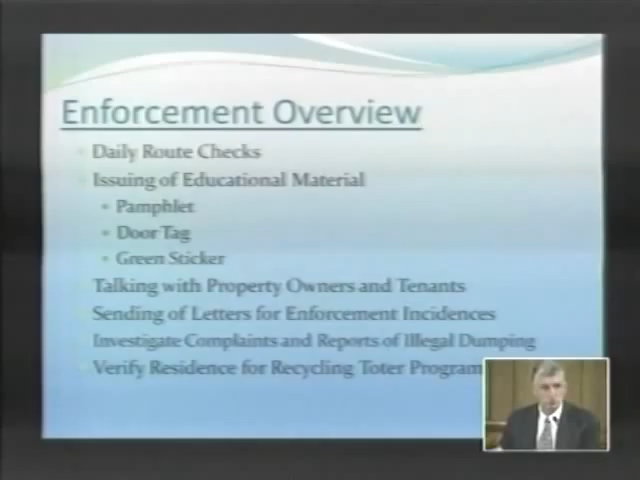 Enforcement Overview
Daily Route Checks
Issuing of Educational Material
Pamphlet
Door Tag
Green Sticker
Talking with Property Owners and Tenants
Sending of Letters for Enforcement Incidences
Investigate Complaints and Reports of Illegal Dumping
Verify Residence for Recycling Toter Program